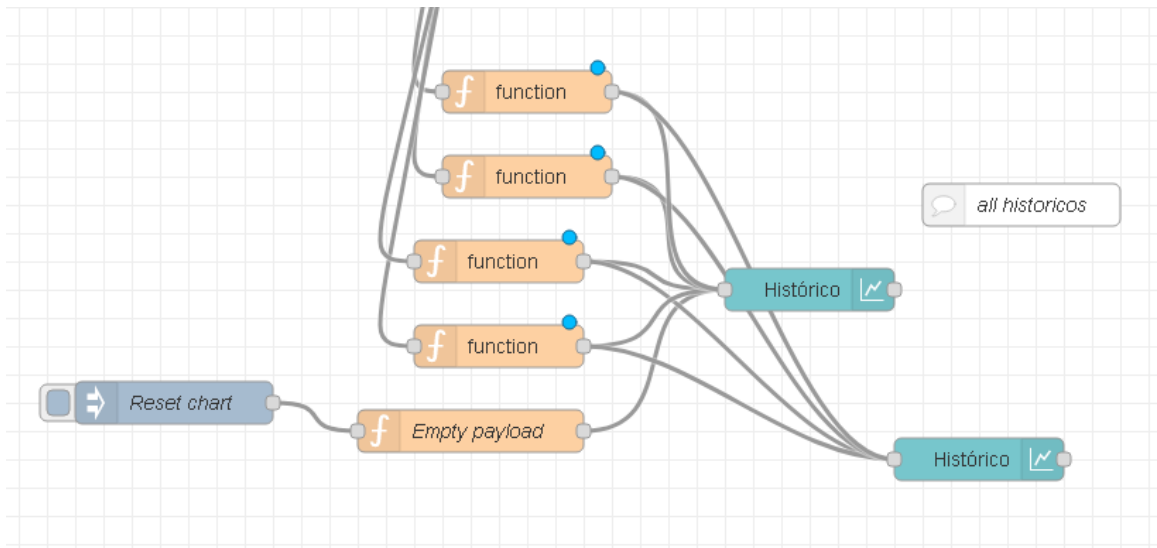 function
function
all historicos
function
Histórico
function
Reset chart
Empty payload
Histórico